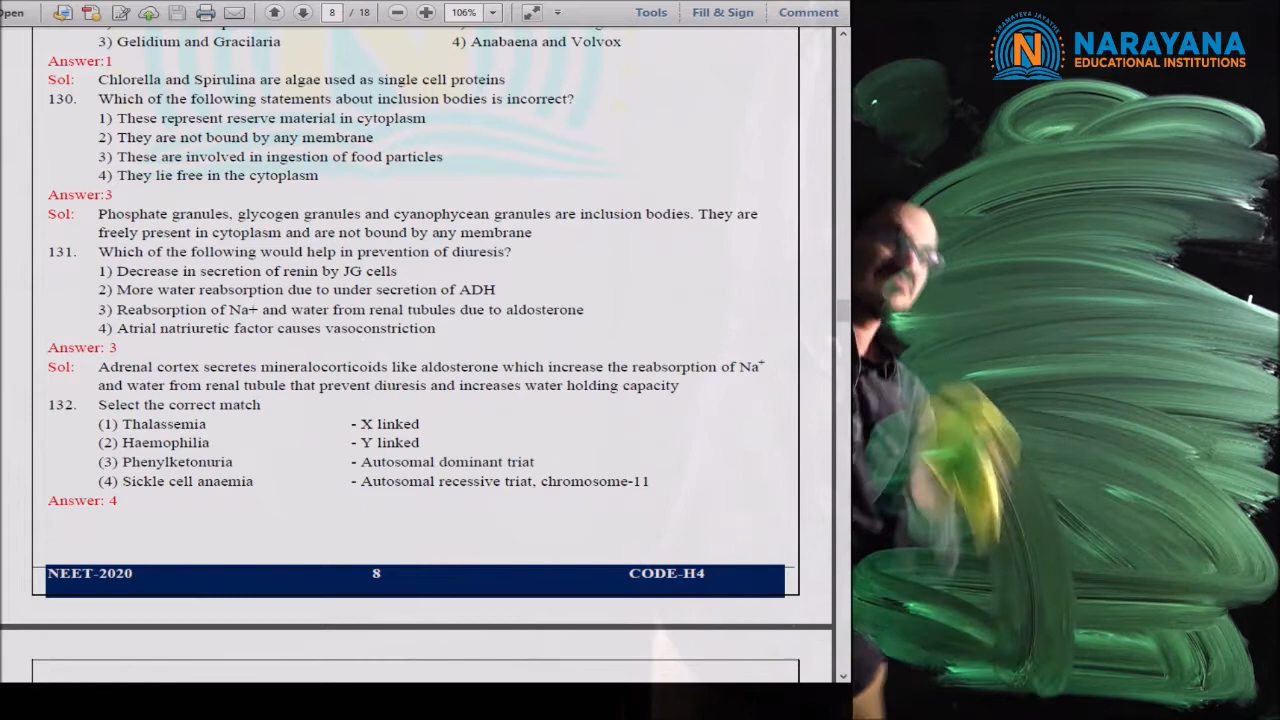 Open
8 / 18
106%
Tools
Fill & Sign
Comment
SRAMAYEVA JAYATHE
N
NARAYANA
EDUCATIONAL INSTITUTIONS
3) Gelidium and Gracilaria 4) Anabaena and Volvox
Answer:1
Sol: Chlorella and Spirulina are algae used as single cell proteins
130. Which of the following statements about inclusion bodies is incorrect?
1) These represent reserve material in cytoplasm
2) They are not bound by any membrane
3) These are involved in ingestion of food particles
4) They lie free in the cytoplasm
Answer:3
Sol: Phosphate granules, glycogen granules and cyanophycean granules are inclusion bodies. They are
freely present in cytoplasm and are not bound by any membrane
131. Which of the following would help in prevention of diuresis?
1) Decrease in secretion of renin by JG cells
2) More water reabsorption due to under secretion of ADH
3) Reabsorption of Na+ and water from renal tubules due to aldosterone
4) Atrial natriuretic factor causes vasoconstriction
Answer: 3
Sol: Adrenal cortex secretes mineralocorticoids like aldosterone which increase the reabsorption of Na⁺
and water from renal tubule that prevent diuresis and increases water holding capacity
132. Select the correct match
(1) Thalassemia - X linked
(2) Haemophilia - Y linked
(3) Phenylketonuria - Autosomal dominant triat
(4) Sickle cell anaemia - Autosomal recessive triat, chromosome-11
Answer: 4
NEET-2020 8 CODE-H4